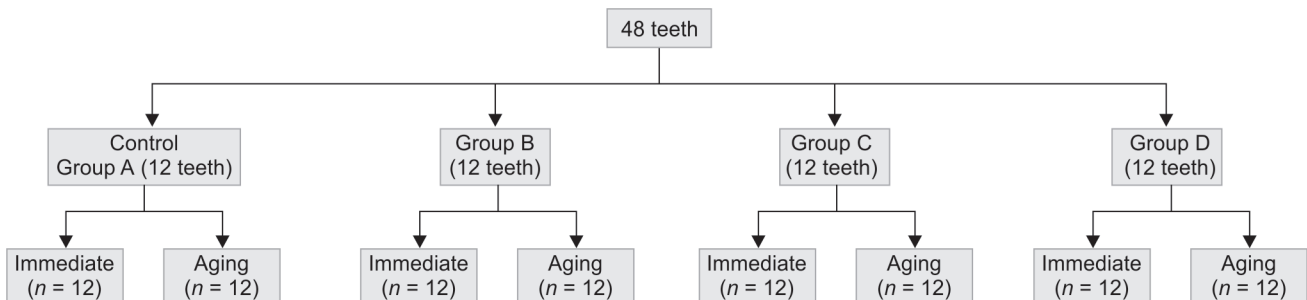 48 teeth
Control
Group A (12 teeth)
Group B
(12 teeth)
Group C
(12 teeth)
Group D
(12 teeth)
Immediate
(n = 12)
Aging
(n = 12)
Immediate
(n = 12)
Aging
(n = 12)
Immediate
(n = 12)
Aging
(n = 12)
Immediate
(n = 12)
Aging
(n = 12)